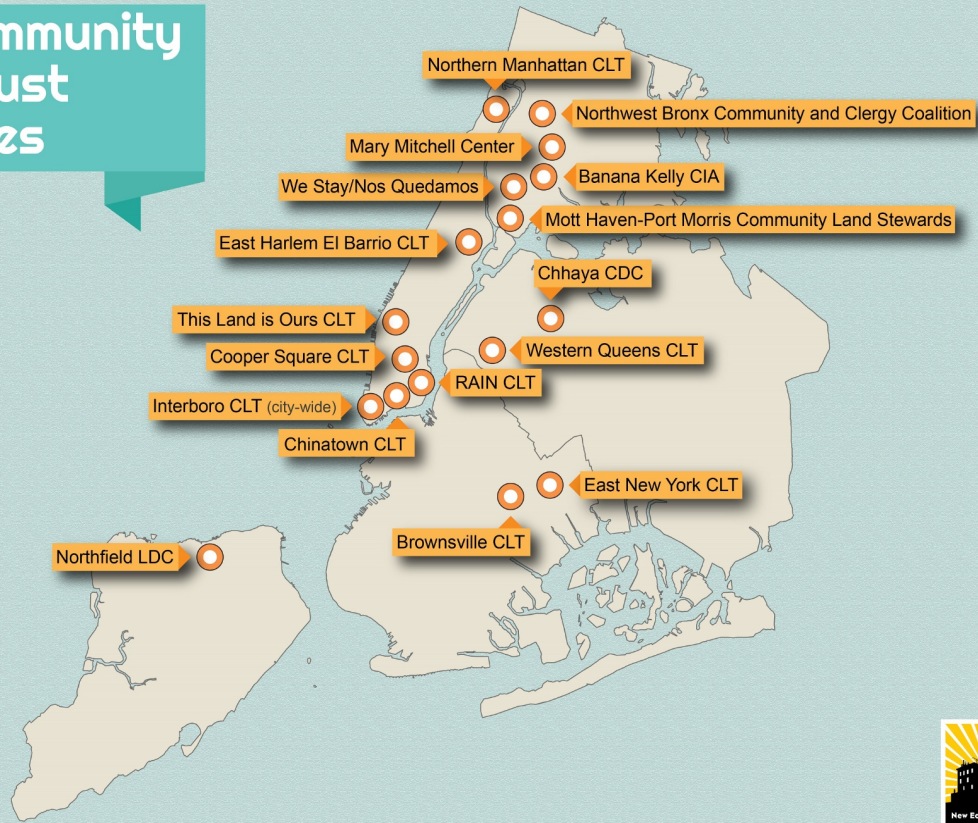 Northern Manhattan CLT
Northwest Bronx Community and Clergy Coalition
Mary Mitchell Center
Banana Kelly CIA
We Stay/Nos Quedamos
Mott Haven-Port Morris Community Land Stewards
East Harlem El Barrio CLT
Chhaya CDC
This Land is Ours CLT
Cooper Square CLT
Western Queens CLT
RAIN CLT
Interboro CLT (city-wide)
Chinatown CLT
East New York CLT
Brownsville CLT
Northfield LDC
New